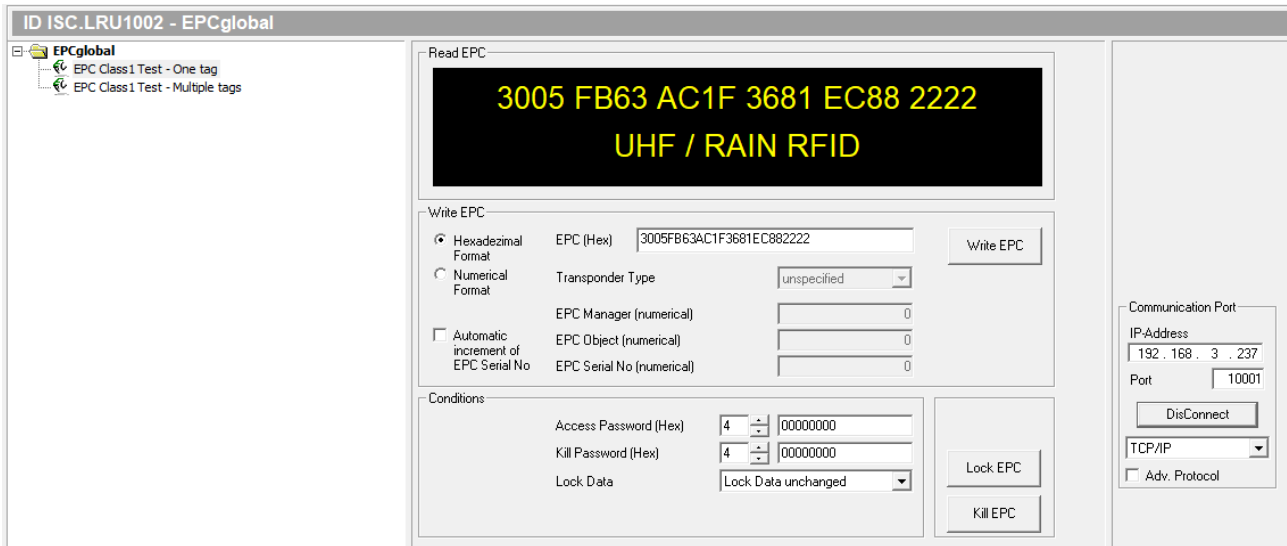 ID ISC.LRU1002 - EPCglobal
EPCglobal
EPC Class1 Test - One tag
EPC Class1 Test - Multiple tags
Read EPC
3005 FB63 AC1F 3681 EC88 2222
UHF / RAIN RFID
Write EPC
Hexadezimal
Format
EPC (Hex)
3005FB63AC1F3681EC882222
Write EPC
Numerical
Format
Transponder Type
unspecified
EPC Manager (numerical)
0
Automatic
increment of
EPC Serial No
EPC Object (numerical)
0
EPC Serial No (numerical)
0
Conditions
Access Password (Hex)
4
00000000
Kill Password (Hex)
4
00000000
Lock Data
Lock Data unchanged
Lock EPC
Kill EPC
Communication Port
IP-Address
192 . 168 . 3 . 237
Port
10001
DisConnect
TCP/IP
Adv. Protocol